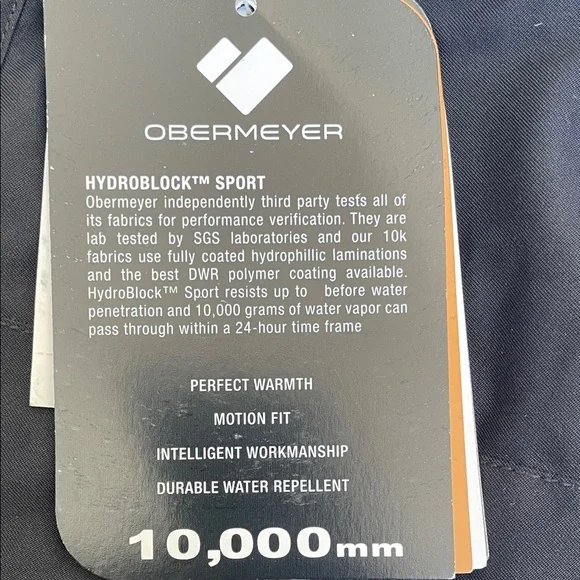 OBERMEYER
HYDROBLOCK™ SPORT
Obermeyer independently third party tests all of
its fabrics for performance verification. They are
lab tested by SGS laboratories and our 10k
fabrics use fully coated hydrophillic laminations
and the best DWR polymer coating available.
HydroBlock™ Sport resists up to before water
penetration and 10,000 grams of water vapor can
pass through within a 24-hour time frame
PERFECT WARMTH
MOTION FIT
INTELLIGENT WORKMANSHIP
DURABLE WATER REPELLENT
10,000mm